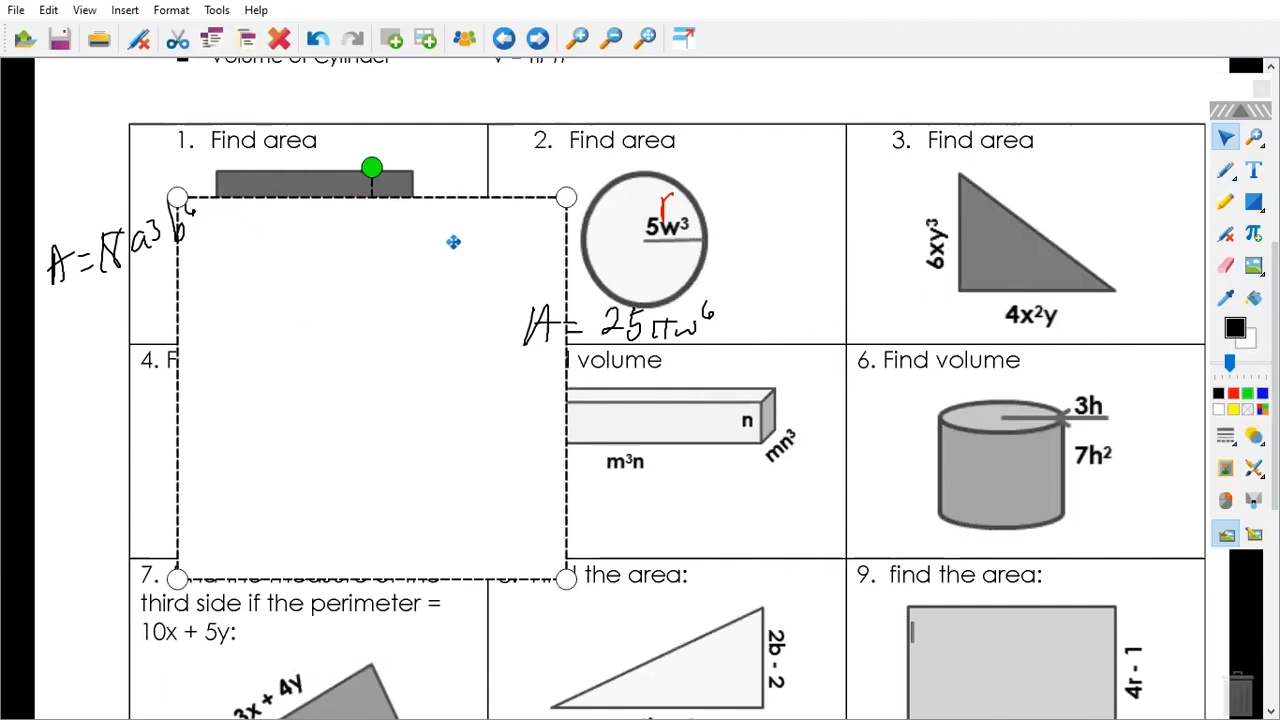 File Edit View Insert Format Tools Help
1. Find area
A = 18a³b⁶
2. Find area
r
5w³
A = 25πw⁶
3. Find area
6xy³
4x²y
4. F
volume
n
mn³
m³n
6. Find volume
3h
7h²
7.
third side if the perimeter =
10x + 5y:
3x + 4y
the area:
2b - 2
9. find the area:
4r - 1